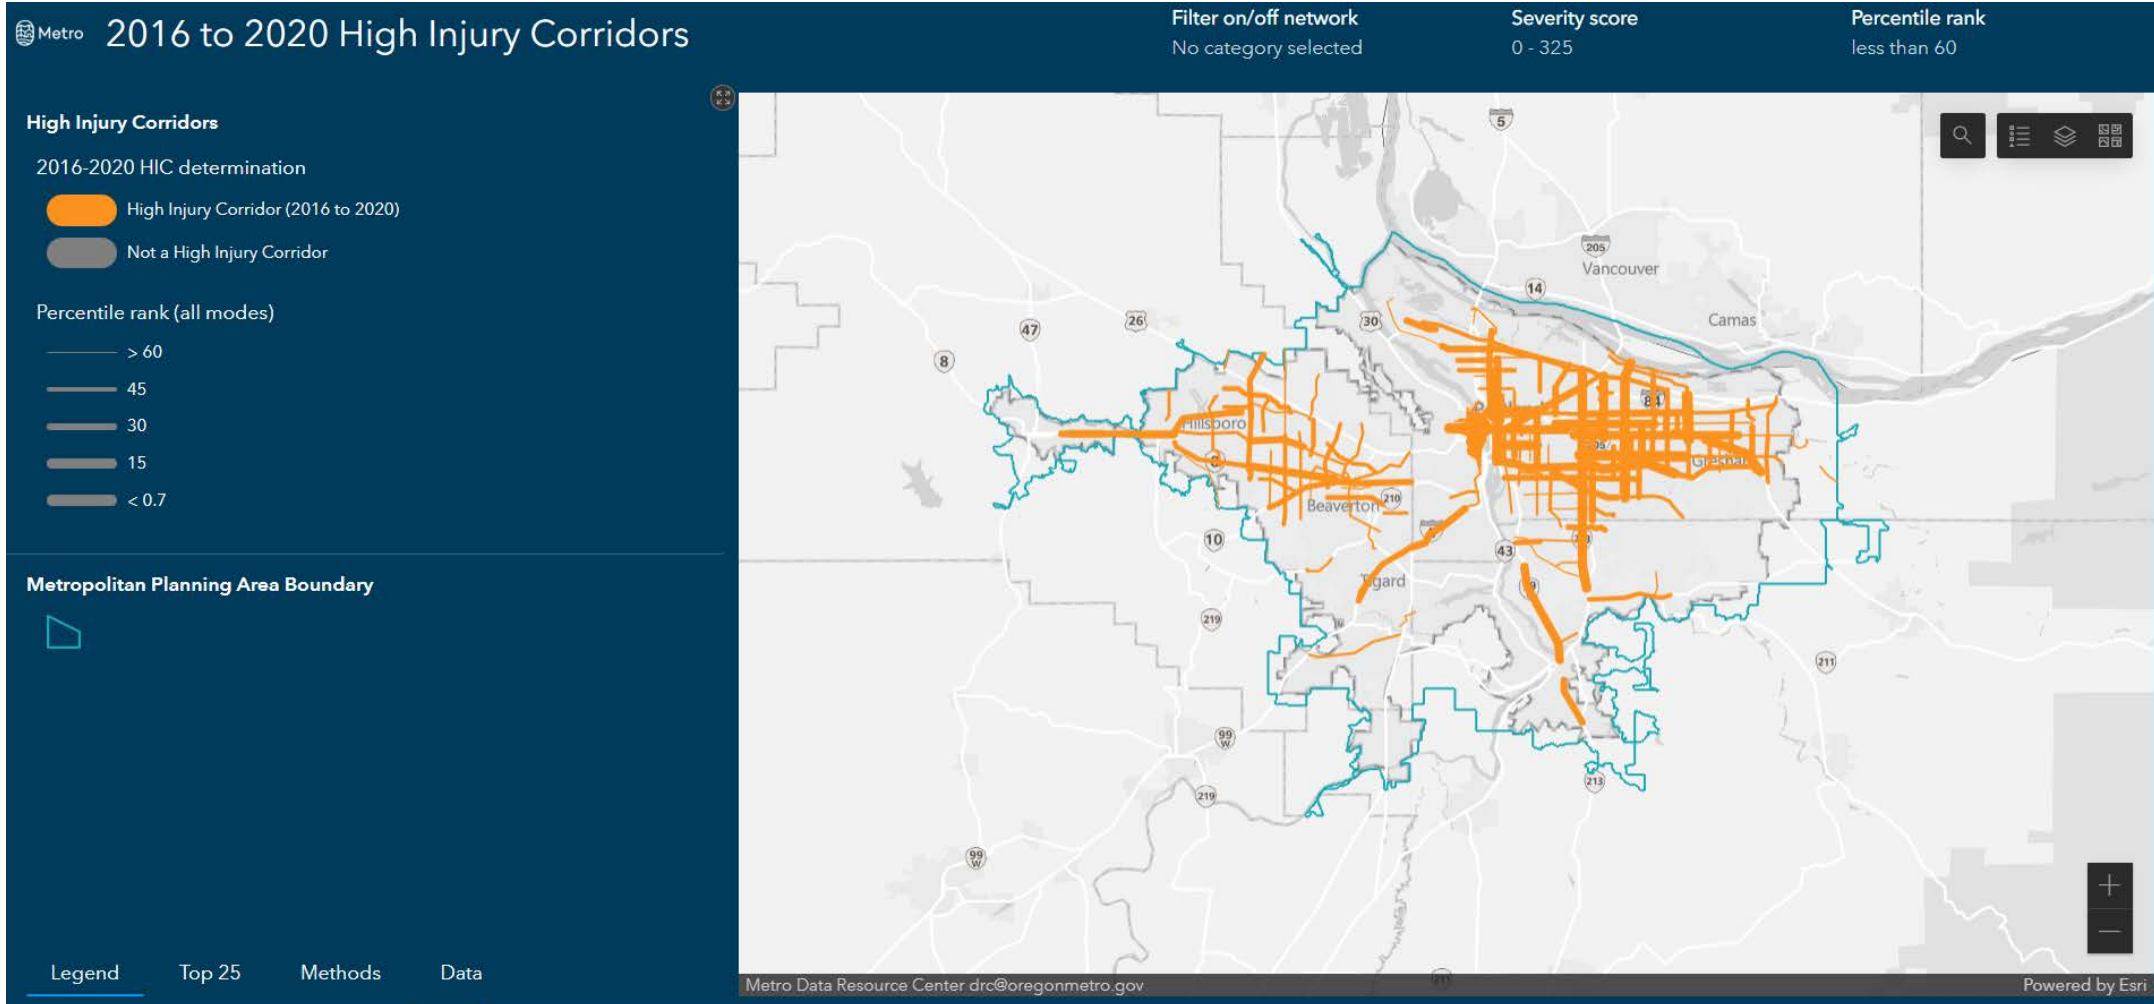 Metro
2016 to 2020 High Injury Corridors
Filter on/off network
No category selected
Severity score
0 - 325
Percentile rank
less than 60
High Injury Corridors
2016-2020 HIC determination
High Injury Corridor (2016 to 2020)
Not a High Injury Corridor
Percentile rank (all modes)
> 60
45
30
15
< 0.7
Metropolitan Planning Area Boundary
Legend
Top 25
Methods
Data
5
205
Vancouver
14
Camas
47
26
30
8
84
Hillsboro
Beaverton
210
10
43
219
211
99
W
213
219
99
W
Metro Data Resource Center drc@oregonmetro.gov
Powered by Esri